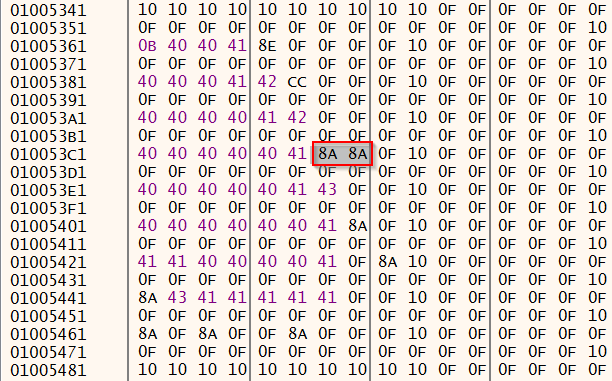 01005341 10 10 10 10 10 10 10 10 10 10 0F 0F 0F 0F 0F 0F
01005351 0F 0F 0F 0F 0F 0F 0F 0F 0F 0F 0F 0F 0F 0F 0F 10
01005361 0B 40 40 41 8E 0F 0F 0F 0F 10 0F 0F 0F 0F 0F 0F
01005371 0F 0F 0F 0F 0F 0F 0F 0F 0F 0F 0F 0F 0F 0F 0F 10
01005381 40 40 40 41 42 CC 0F 0F 0F 10 0F 0F 0F 0F 0F 0F
01005391 0F 0F 0F 0F 0F 0F 0F 0F 0F 0F 0F 0F 0F 0F 0F 10
010053A1 40 40 40 40 41 42 0F 0F 0F 10 0F 0F 0F 0F 0F 0F
010053B1 0F 0F 0F 0F 0F 0F 0F 0F 0F 0F 0F 0F 0F 0F 0F 10
010053C1 40 40 40 40 40 41 8A 8A 0F 10 0F 0F 0F 0F 0F 0F
010053D1 0F 0F 0F 0F 0F 0F 0F 0F 0F 0F 0F 0F 0F 0F 0F 10
010053E1 40 40 40 40 40 41 43 0F 0F 10 0F 0F 0F 0F 0F 0F
010053F1 0F 0F 0F 0F 0F 0F 0F 0F 0F 0F 0F 0F 0F 0F 0F 10
01005401 40 40 40 40 40 40 41 8A 0F 10 0F 0F 0F 0F 0F 0F
01005411 0F 0F 0F 0F 0F 0F 0F 0F 0F 0F 0F 0F 0F 0F 0F 10
01005421 41 41 40 40 40 40 41 0F 8A 10 0F 0F 0F 0F 0F 0F
01005431 0F 0F 0F 0F 0F 0F 0F 0F 0F 0F 0F 0F 0F 0F 0F 10
01005441 8A 43 41 41 41 41 41 0F 0F 10 0F 0F 0F 0F 0F 0F
01005451 0F 0F 0F 0F 0F 0F 0F 0F 0F 0F 0F 0F 0F 0F 0F 10
01005461 8A 0F 8A 0F 0F 8A 0F 0F 0F 10 0F 0F 0F 0F 0F 0F
01005471 0F 0F 0F 0F 0F 0F 0F 0F 0F 0F 0F 0F 0F 0F 0F 10
01005481 10 10 10 10 10 10 10 10 10 10 0F 0F 0F 0F 0F 0F